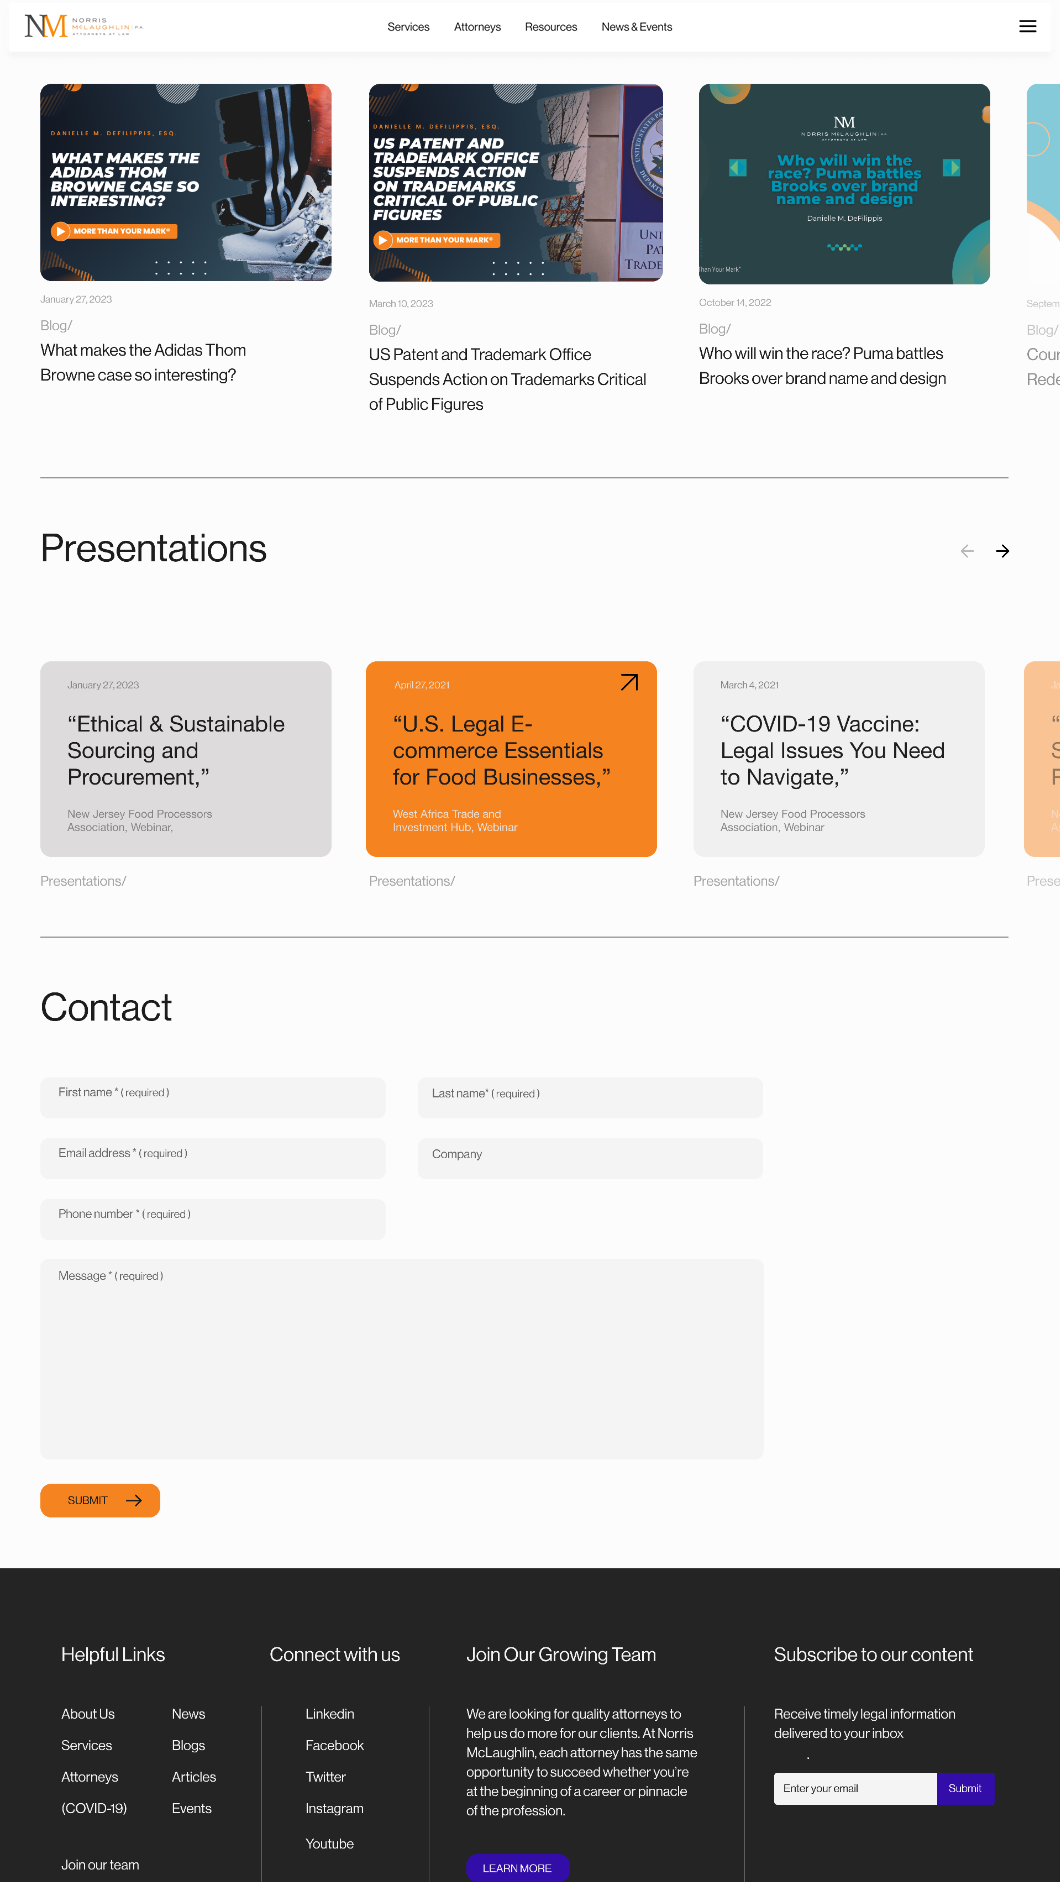 NM NORRIS
McLAUGHLIN P.A.
ATTORNEYS AT LAW
Services Attorneys Resources News & Events
DANIELLE M. DEFILIPPIS, ESQ.
WHAT MAKES THE
ADIDAS THOM
BROWNE CASE SO
INTERESTING?
MORE THAN YOUR MARK®
January 27, 2023
Blog/
What makes the Adidas Thom
Browne case so interesting?
DANIELLE M. DEFILIPPIS, ESQ.
US PATENT AND
TRADEMARK OFFICE
SUSPENDS ACTION
ON TRADEMARKS
CRITICAL OF PUBLIC
FIGURES
MORE THAN YOUR MARK®
UNI
PAT
TRADE
March 10, 2023
Blog/
US Patent and Trademark Office
Suspends Action on Trademarks Critical
of Public Figures
NM
NORRIS McLAUGHLIN P.A.
ATTORNEYS AT LAW
Who will win the
race? Puma battles
Brooks over brand
name and design
Danielle M. DeFilippis
Than Your Mark"
October 14, 2022
Blog/
Who will win the race? Puma battles
Brooks over brand name and design
Septem
Blog/
Cour
Rede
Presentations
January 27, 2023
“Ethical & Sustainable
Sourcing and
Procurement,”
New Jersey Food Processors
Association, Webinar,
Presentations/
April 27, 2021
“U.S. Legal E-
commerce Essentials
for Food Businesses,”
West Africa Trade and
Investment Hub, Webinar
Presentations/
March 4, 2021
“COVID-19 Vaccine:
Legal Issues You Need
to Navigate,”
New Jersey Food Processors
Association, Webinar
Presentations/
Ja
“
S
P
N
A
Prese
Contact
First name * ( required )
Last name* ( required )
Email address * ( required )
Company
Phone number * ( required )
Message * ( required )
SUBMIT
Helpful Links
About Us
Services
Attorneys
(COVID-19)
Join our team
News
Blogs
Articles
Events
Connect with us
Linkedin
Facebook
Twitter
Instagram
Youtube
Join Our Growing Team
We are looking for quality attorneys to
help us do more for our clients. At Norris
McLaughlin, each attorney has the same
opportunity to succeed whether you’re
at the beginning of a career or pinnacle
of the profession.
LEARN MORE
Subscribe to our content
Receive timely legal information
delivered to your inbox
.
Enter your email
Submit